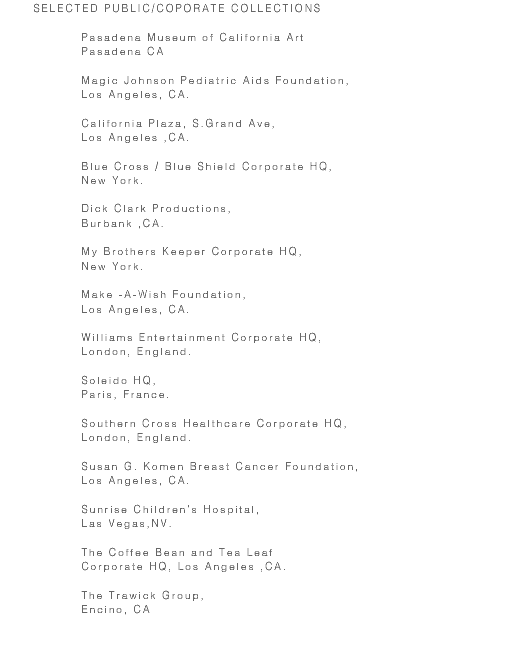 SELECTED PUBLIC/COPORATE COLLECTIONS
Pasadena Museum of California Art
Pasadena CA
Magic Johnson Pediatric Aids Foundation,
Los Angeles, CA.
California Plaza, S.Grand Ave,
Los Angeles ,CA.
Blue Cross / Blue Shield Corporate HQ,
New York.
Dick Clark Productions,
Burbank ,CA.
My Brothers Keeper Corporate HQ,
New York.
Make -A-Wish Foundation,
Los Angeles, CA.
Williams Entertainment Corporate HQ,
London, England.
Soleido HQ,
Paris, France.
Southern Cross Healthcare Corporate HQ,
London, England.
Susan G. Komen Breast Cancer Foundation,
Los Angeles, CA.
Sunrise Children's Hospital,
Las Vegas,NV.
The Coffee Bean and Tea Leaf
Corporate HQ, Los Angeles ,CA.
The Trawick Group,
Encino, CA